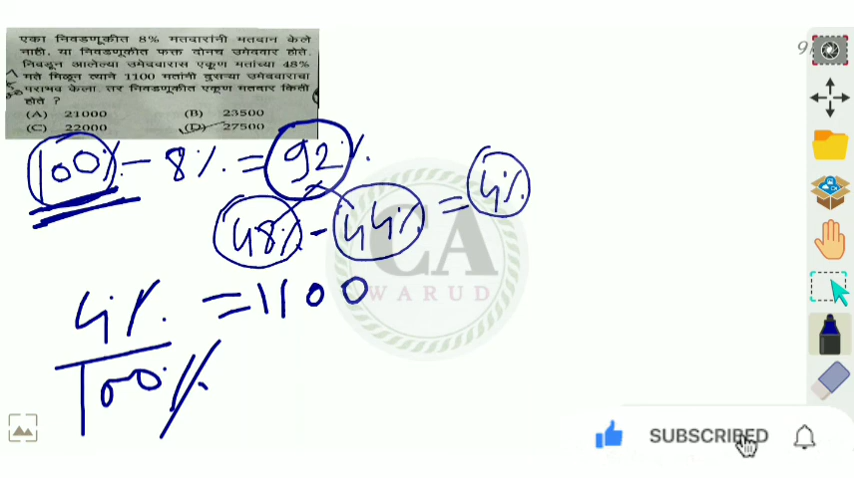 एका निवडणूकीत 8% मतदारांनी मतदान केले
नाही, या निवडणूकीत फक्त दोनच उमेदवार होते.
निवडून आलेल्या उमेदवारास एकूण मतांच्या 48%
मते मिळून त्याने 1100 मतांनी दुसऱ्या उमेदवाराचा
पराभव केला. तर निवडणूकीत एकूण मतदार किती
होते ?
(A) 21000 (B) 23500
(C) 22000 (D) 27500
100% - 8% = 92%
48% - 44% = 4%
4% = 1100
100%
CA
WARUD
SUBSCRIBED